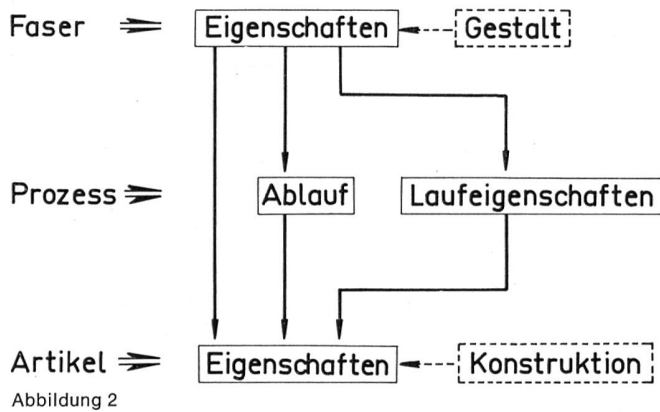 Faser Eigenschaften Gestalt
Prozess Ablauf Laufeigenschaften
Artikel Eigenschaften Konstruktion
Abbildung 2